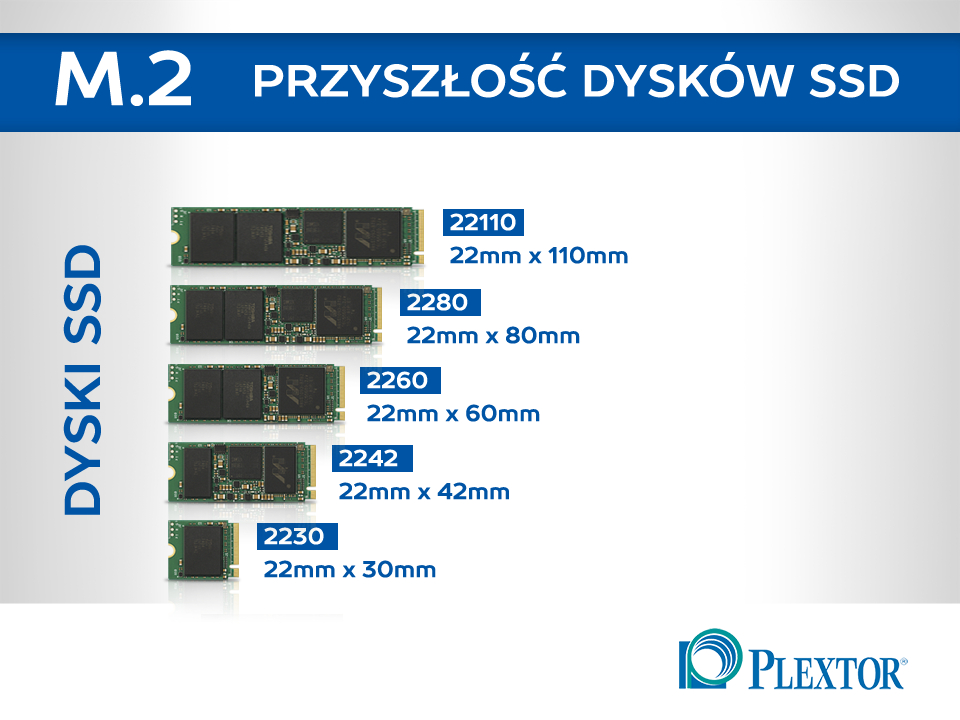 M.2 PRZYSZŁOŚĆ DYSKÓW SSD
DYSKI SSD
22110
22mm x 110mm
2280
22mm x 80mm
2260
22mm x 60mm
2242
22mm x 42mm
2230
22mm x 30mm
PLEXTOR®